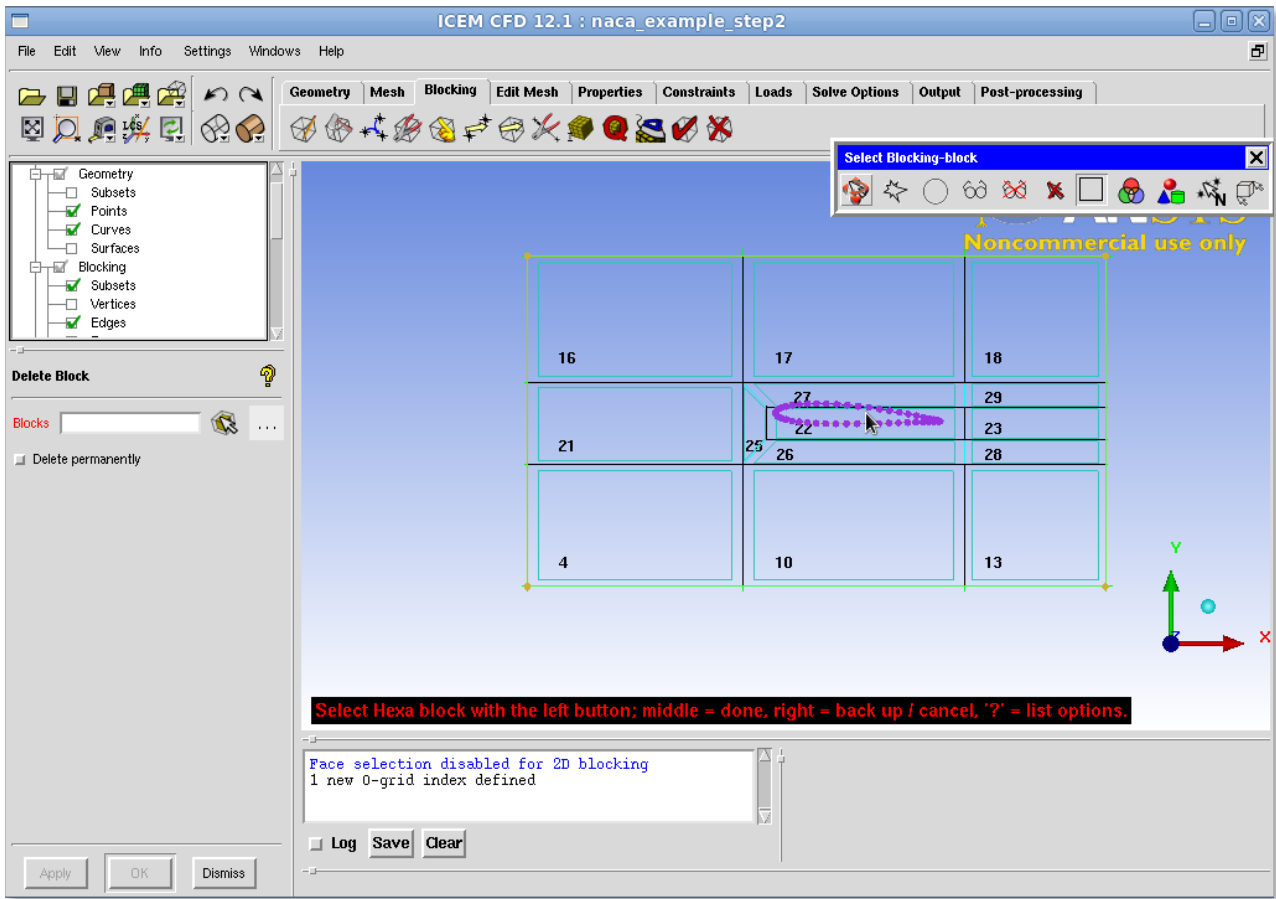 ICEM CFD 12.1 : naca_example_step2
File Edit View Info Settings Windows Help
Geometry Mesh Blocking Edit Mesh Properties Constraints Loads Solve Options Output Post-processing
Select Blocking-block
Geometry
Subsets
Points
Curves
Surfaces
Blocking
Subsets
Vertices
Edges
Delete Block
Blocks
...
Delete permanently
Noncommercial use only
16 17 18
27 29
22 23
21 25 26 28
4 10 13
Y
X
Z
Select Hexa block with the left button; middle = done, right = back up / cancel, '?' = list options.
Face selection disabled for 2D blocking
1 new O-grid index defined
Log Save Clear
Apply OK Dismiss